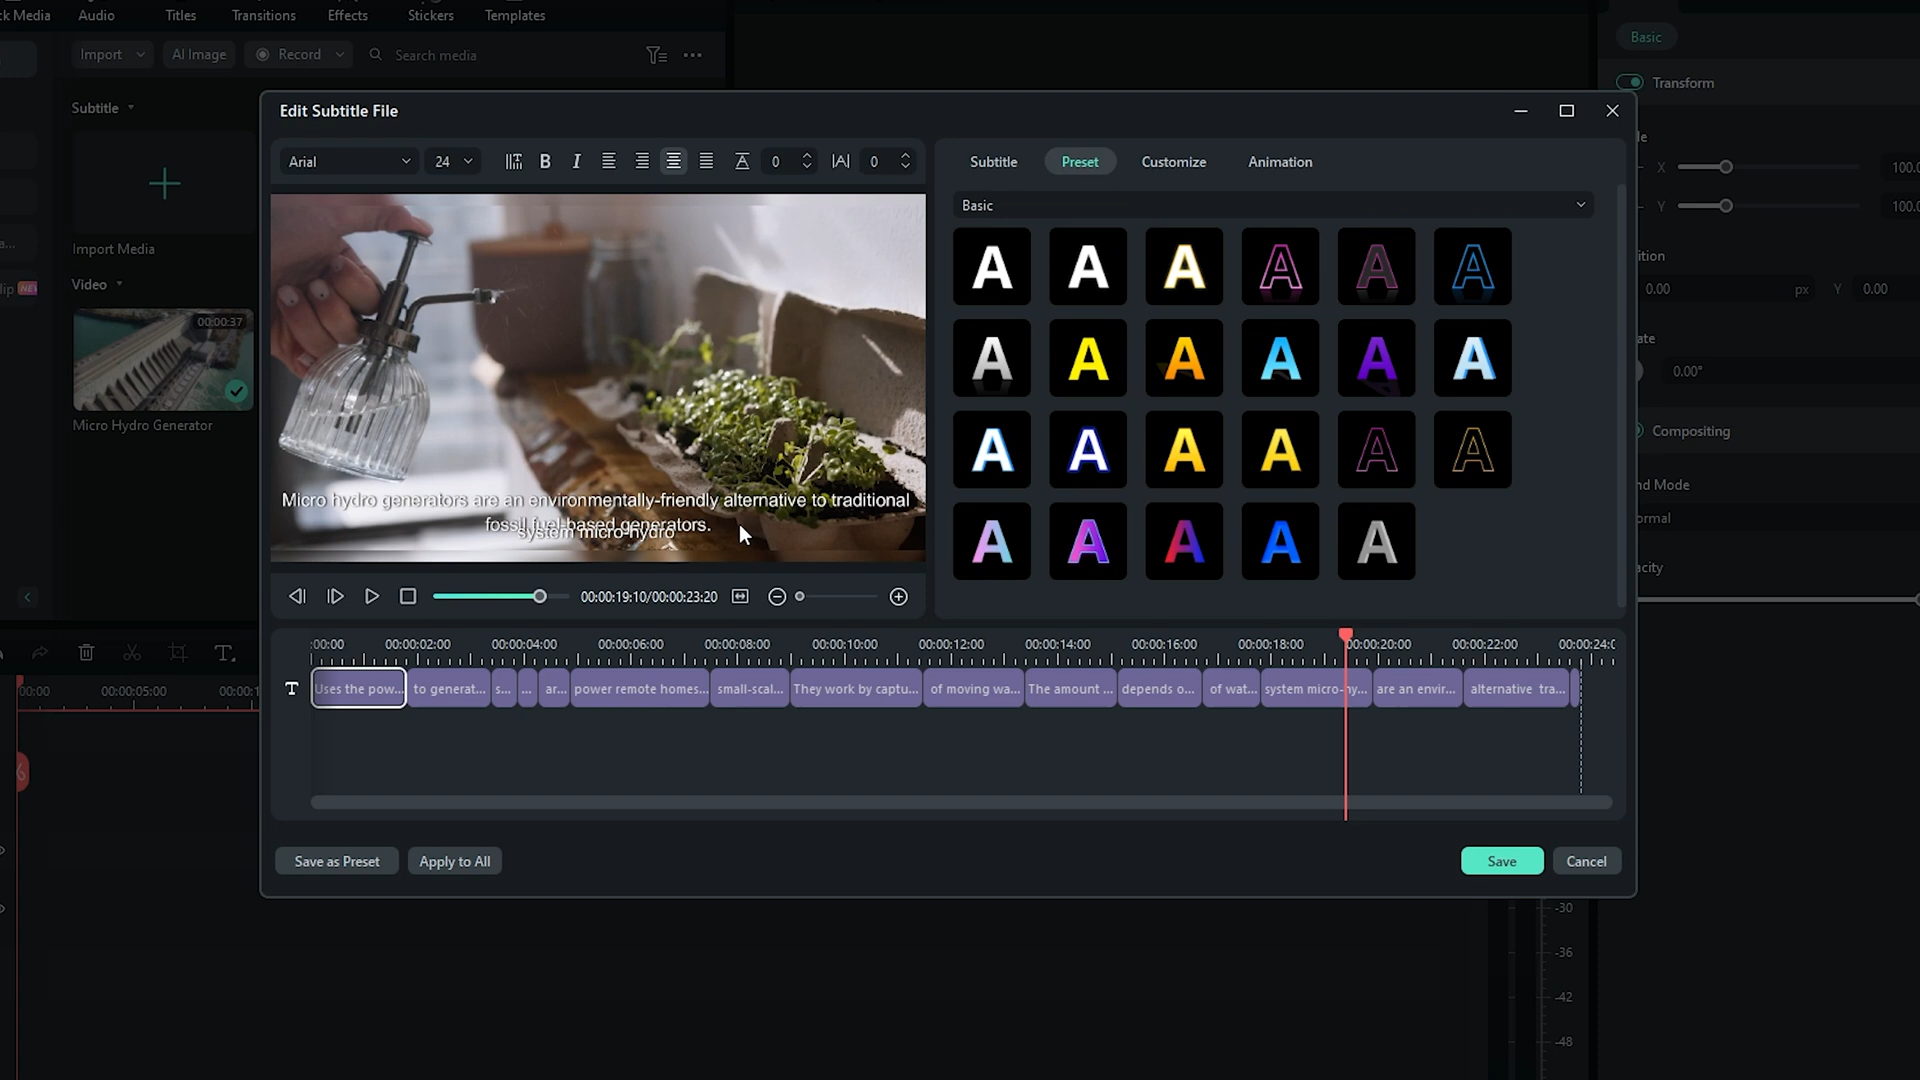 ck Media
Audio
Titles
Transitions
Effects
Stickers
Templates
Import
AI Image
Record
Search media
Basic
Transform
Subtitle
Import Media
Video
NEW
00:00:37
Micro Hydro Generator
Edit Subtitle File
Arial
24
B
I
0
0
Subtitle
Preset
Customize
Animation
Basic
A A A A A A
A A A A A A
A A A A A A
A A A A A
Micro hydro generators are an environmentally-friendly alternative to traditional
fossil fuel-based generators.
system micro-hydro
00:00:19:10/00:00:23:20
X
100.0
Y
100.0
ition
0.00
px
Y
0.00
ate
0.00°
Compositing
nd Mode
ormal
acity
:00:00
00:00:02:00
00:00:04:00
00:00:06:00
00:00:08:00
00:00:10:00
00:00:12:00
00:00:14:00
00:00:16:00
00:00:18:00
00:00:20:00
00:00:22:00
00:00:24:0
T
Uses the pow...
to generat...
s...
...
ar...
power remote homes...
small-scal...
They work by captu...
of moving wa...
The amount ...
depends o...
of wat...
system micro-hy...
are an envir...
alternative tra...
00:00
00:00:05:00
00:00:1
Save as Preset
Apply to All
Save
Cancel
-30
-36
-42
-48